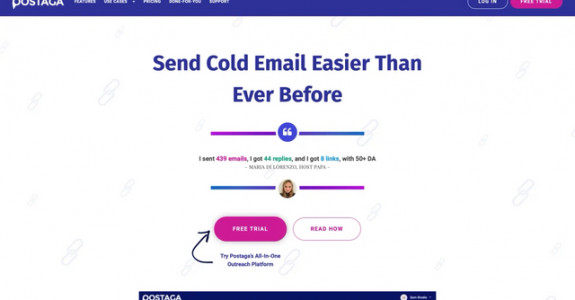 POSTAGA
FEATURES USE CASES PRICING DONE-FOR-YOU SUPPORT LOG IN FREE TRIAL
Send Cold Email Easier Than
Ever Before
I sent 439 emails, I got 44 replies, and I got 8 links, with 50+ DA
– MARIA DI LORENZO, HOST PAPA –
FREE TRIAL READ HOW
Try Postaga's All-In-One
Outreach Platform
POSTAGA